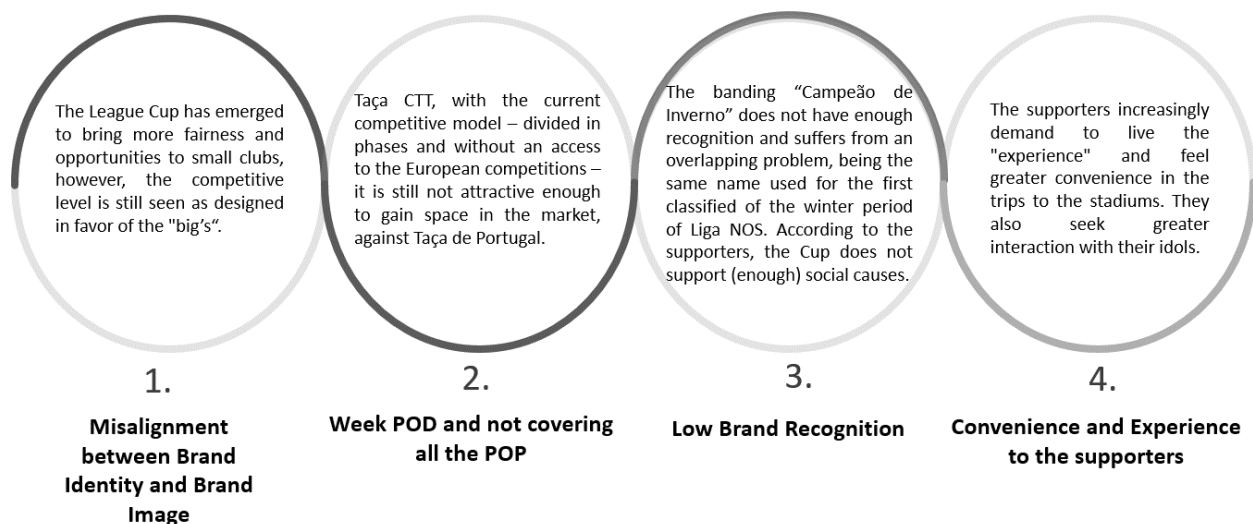 The League Cup has emerged
to bring more fairness and
opportunities to small clubs,
however, the competitive
level is still seen as designed
in favor of the "big's“.
1.
Misalignment
between Brand
Identity and Brand
Image
Taça CTT, with the current
competitive model – divided in
phases and without an access
to the European competitions –
it is still not attractive enough
to gain space in the market,
against Taça de Portugal.
2.
Week POD and not covering
all the POP
The banding “Campeão de
Inverno” does not have enough
recognition and suffers from an
overlapping problem, being the
same name used for the first
classified of the winter period
of Liga NOS. According to the
supporters, the Cup does not
support (enough) social causes.
3.
Low Brand Recognition
The supporters increasingly
demand to live the
"experience" and feel
greater convenience in the
trips to the stadiums. They
also seek greater
interaction with their idols.
4.
Convenience and Experience
to the supporters